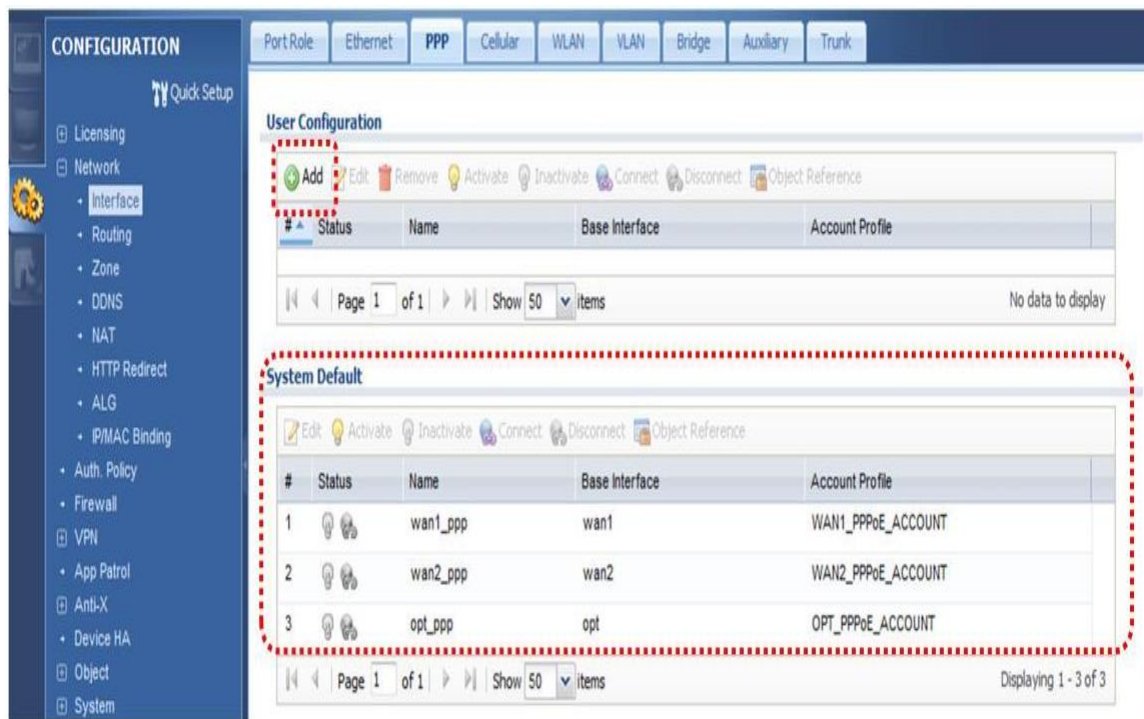 CONFIGURATION
Quick Setup
Licensing
Network
Interface
Routing
Zone
DDNS
NAT
HTTP Redirect
ALG
IP/MAC Binding
Auth. Policy
Firewall
VPN
App Patrol
Anti-X
Device HA
Object
System
Port Role Ethernet PPP Cellular WLAN VLAN Bridge Auxiliary Trunk
User Configuration
Add Edit Remove Activate Inactivate Connect Disconnect Object Reference
# Status Name Base Interface Account Profile
Page 1 of 1 Show 50 items No data to display
System Default
Edit Activate Inactivate Connect Disconnect Object Reference
# Status Name Base Interface Account Profile
1 wan1_ppp wan1 WAN1_PPPoE_ACCOUNT
2 wan2_ppp wan2 WAN2_PPPoE_ACCOUNT
3 opt_ppp opt OPT_PPPoE_ACCOUNT
Page 1 of 1 Show 50 items Displaying 1 - 3 of 3